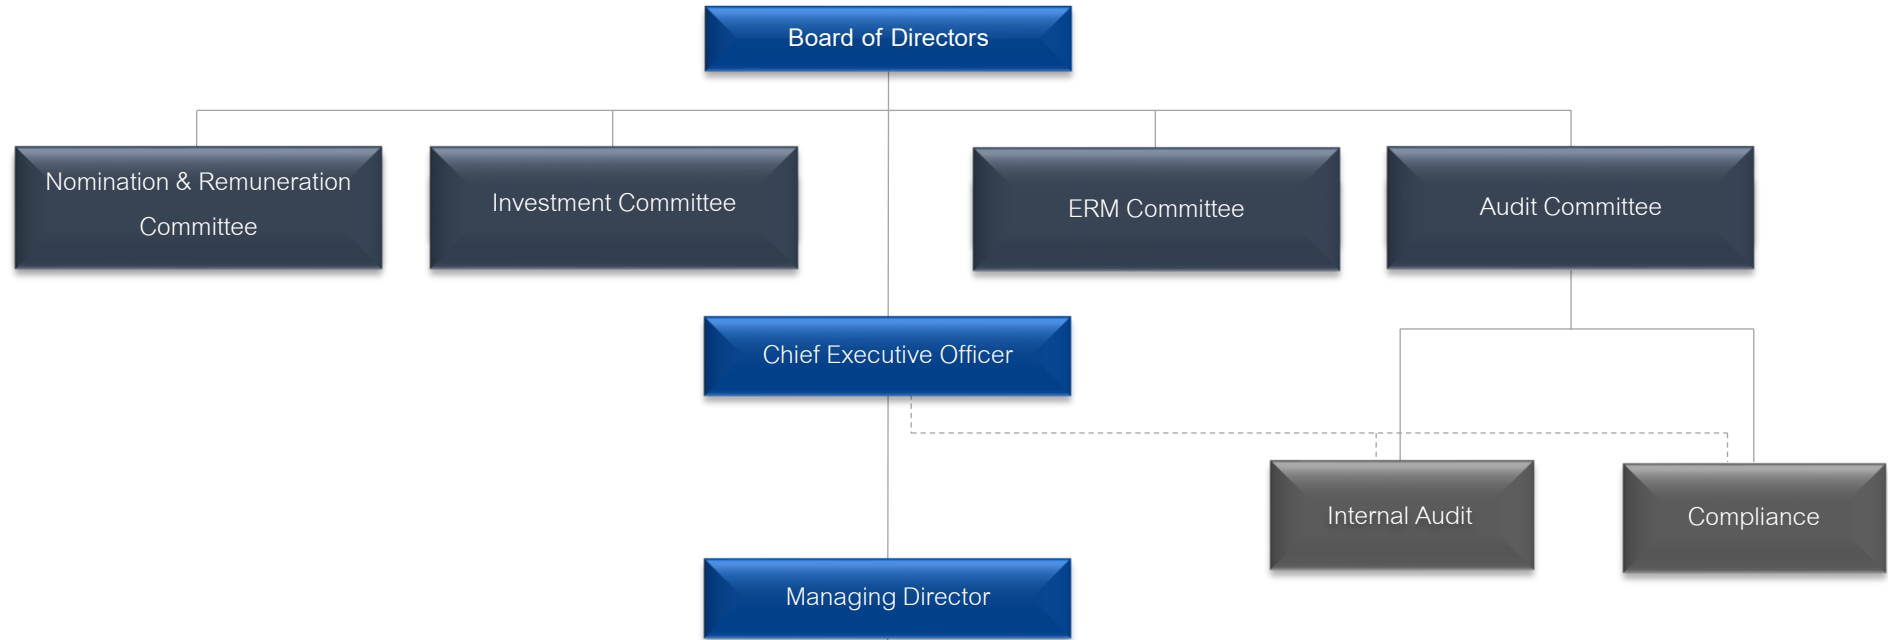 Board of Directors
Nomination & Remuneration
Committee
Investment Committee
ERM Committee
Audit Committee
Chief Executive Officer
Internal Audit
Compliance
Managing Director